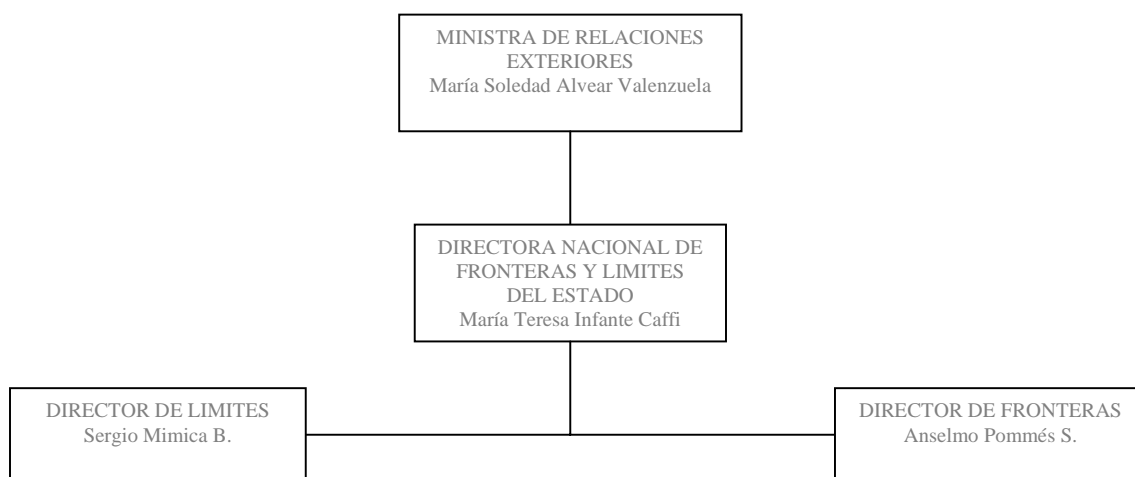 MINISTRA DE RELACIONES
EXTERIORES
María Soledad Alvear Valenzuela
DIRECTORA NACIONAL DE
FRONTERAS Y LIMITES
DEL ESTADO
María Teresa Infante Caffi
DIRECTOR DE LIMITES
Sergio Mimica B.
DIRECTOR DE FRONTERAS
Anselmo Pommés S.